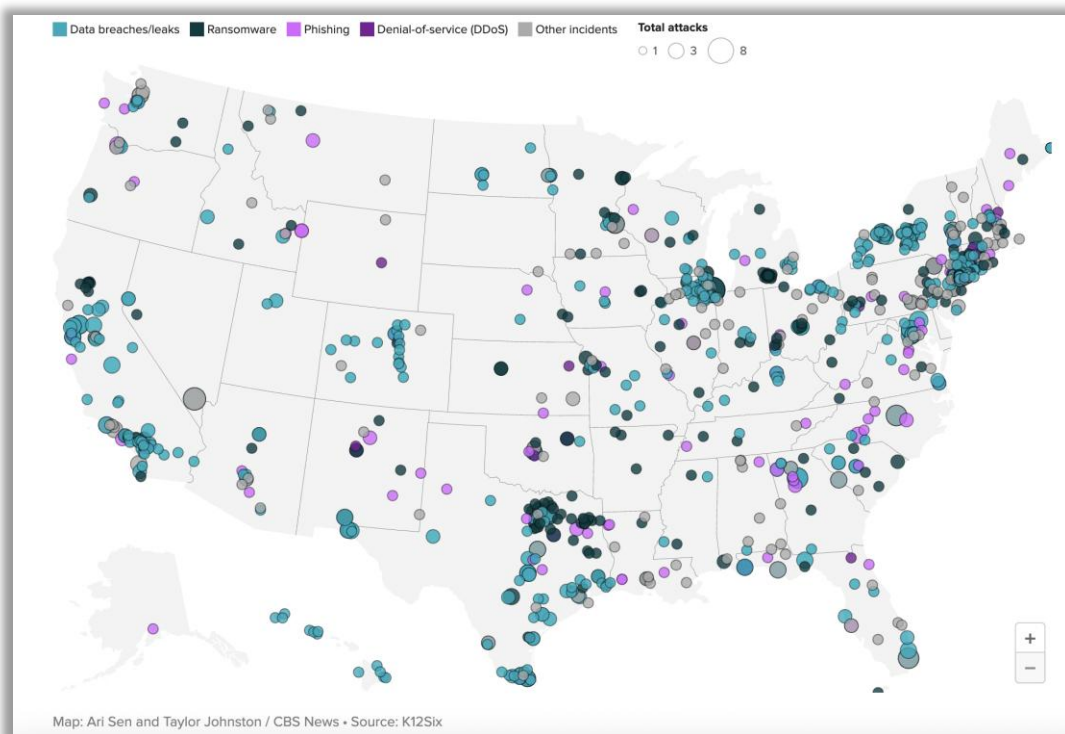 Data breaches/leaks Ransomware Phishing Denial-of-service (DDoS) Other incidents Total attacks
1 3 8
+
−
Map: Ari Sen and Taylor Johnston / CBS News • Source: K12Six